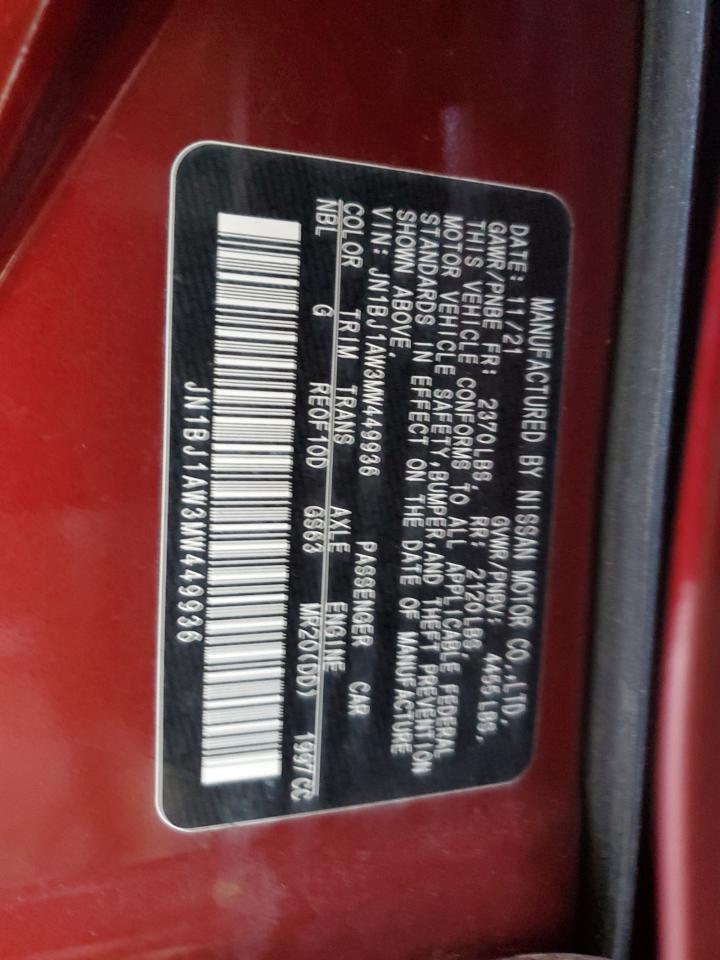 MANUFACTURED BY NISSAN MOTOR CO.,LTD.
DATE: 11/21 GVWR/PNBV: 4455 LBS,
GAWR/PNBE FR: 2370LBS, RR: 2120LBS
THIS VEHICLE CONFORMS TO ALL APPLICABLE FEDERAL
MOTOR VEHICLE SAFETY,BUMPER,AND THEFT PREVENTION
STANDARDS IN EFFECT ON THE DATE OF MANUFACTURE
SHOWN ABOVE.
VIN: JN1BJ1AW3MW449936 PASSENGER CAR
COLOR TRIM TRANS AXLE ENGINE
NBL G RE0F10D GS63 MR20(DD) 1997CC
JN1BJ1AW3MW449936